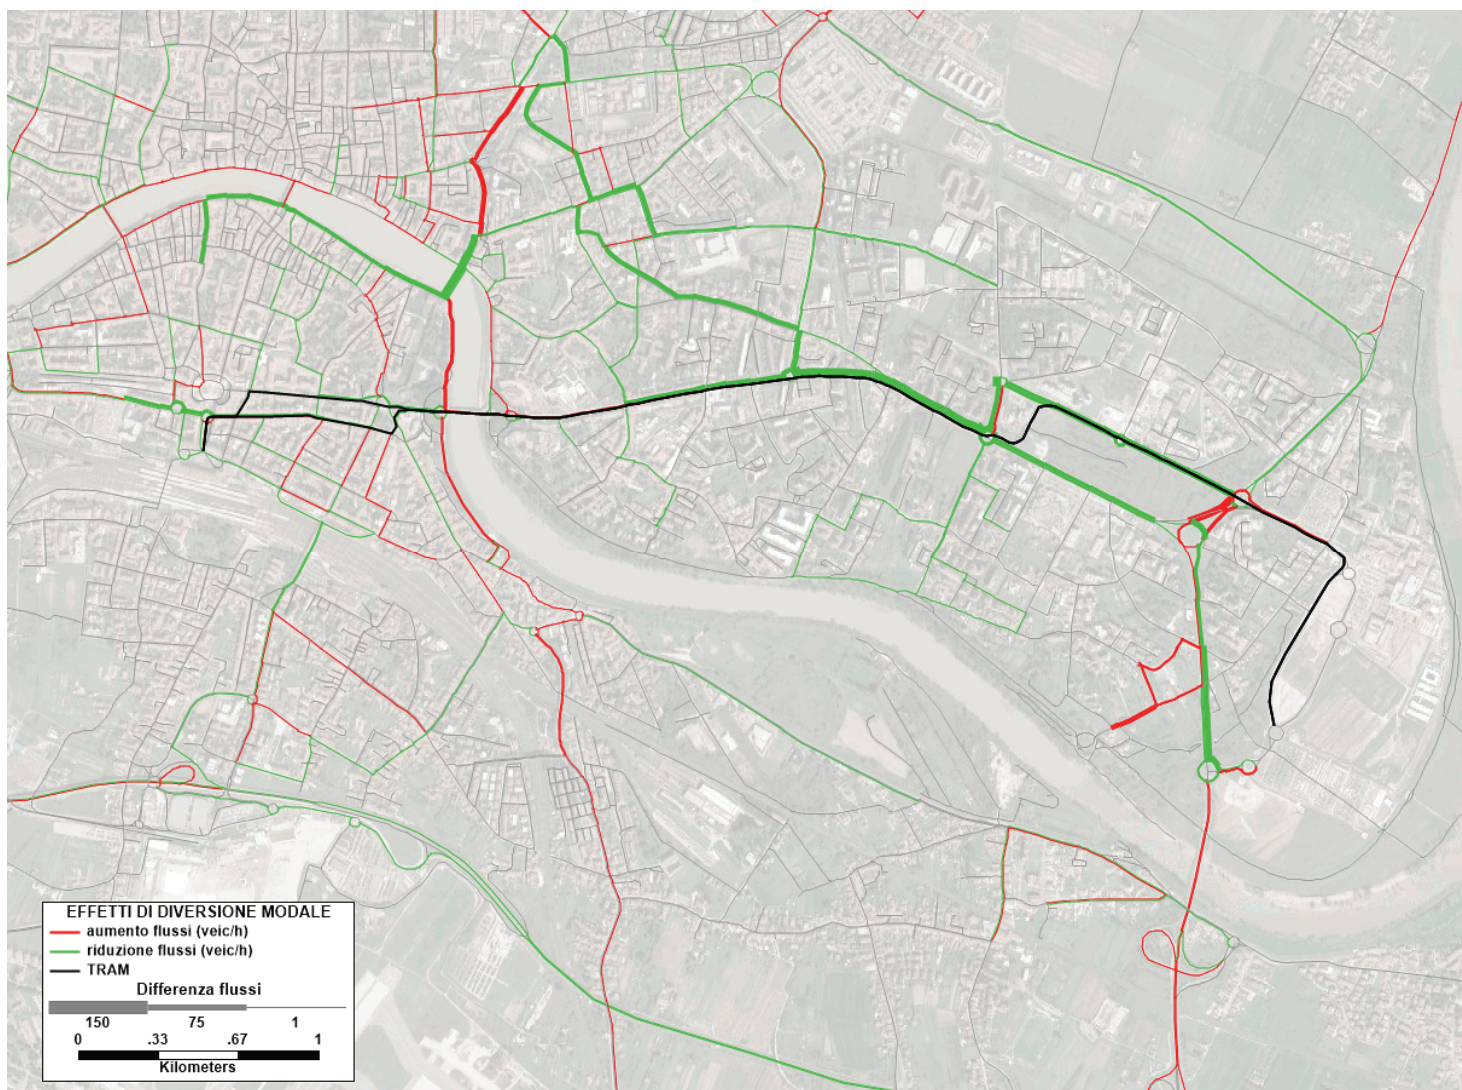 EFFETTI DI DIVERSIONE MODALE
aumento flussi (veic/h)
riduzione flussi (veic/h)
TRAM
Differenza flussi
150 75 1
0 .33 .67 1
Kilometers